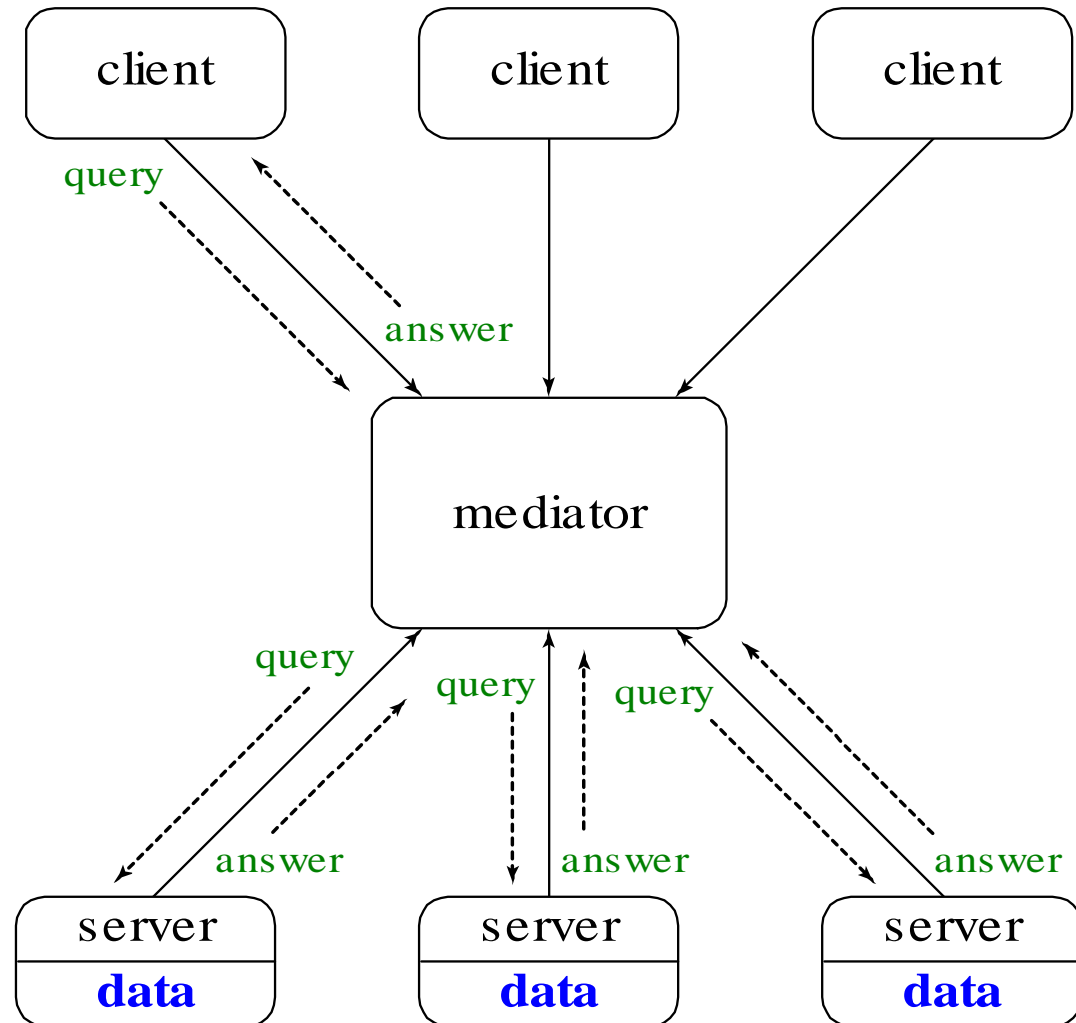 client
client
client
query
answer
mediator
query
query
query
answer
answer
answer
server
server
server
data
data
data